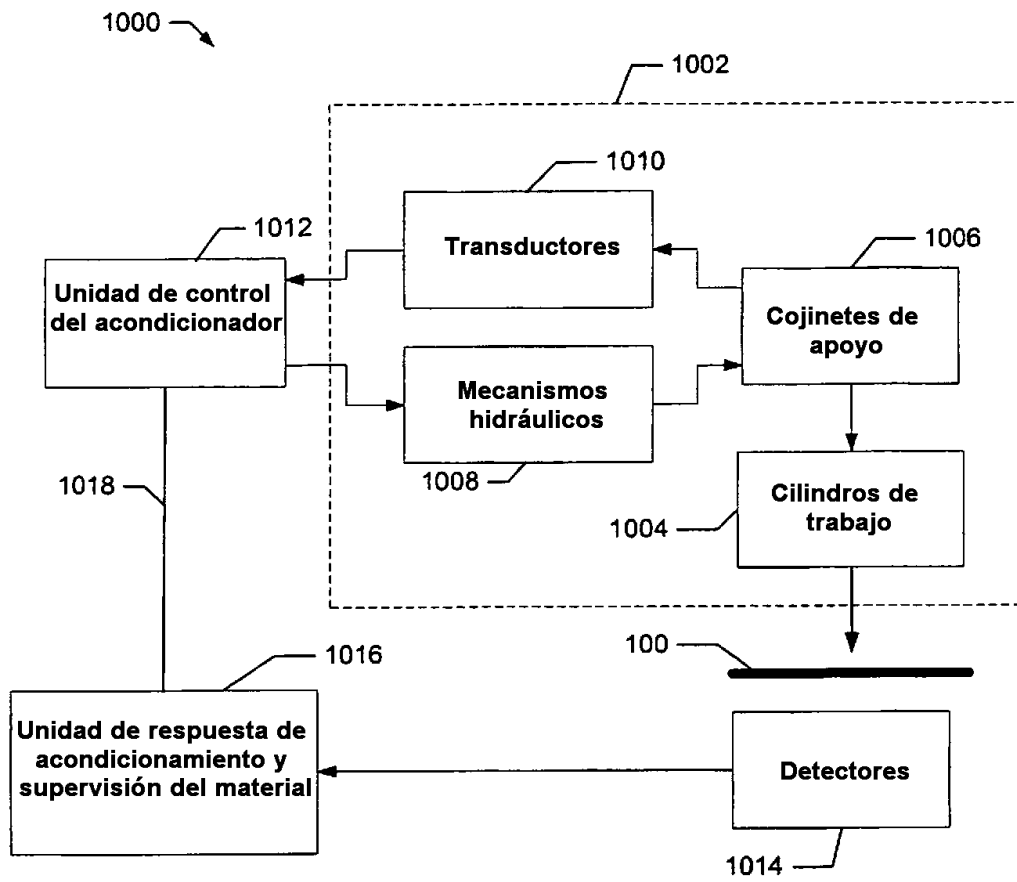 1000
1002
1010
Transductores
1012
Unidad de control
del acondicionador
1006
Cojinetes de
apoyo
Mecanismos
hidráulicos
1008
1018
1004
Cilindros de
trabajo
1016
100
Unidad de respuesta de
acondicionamiento y
supervisión del material
Detectores
1014